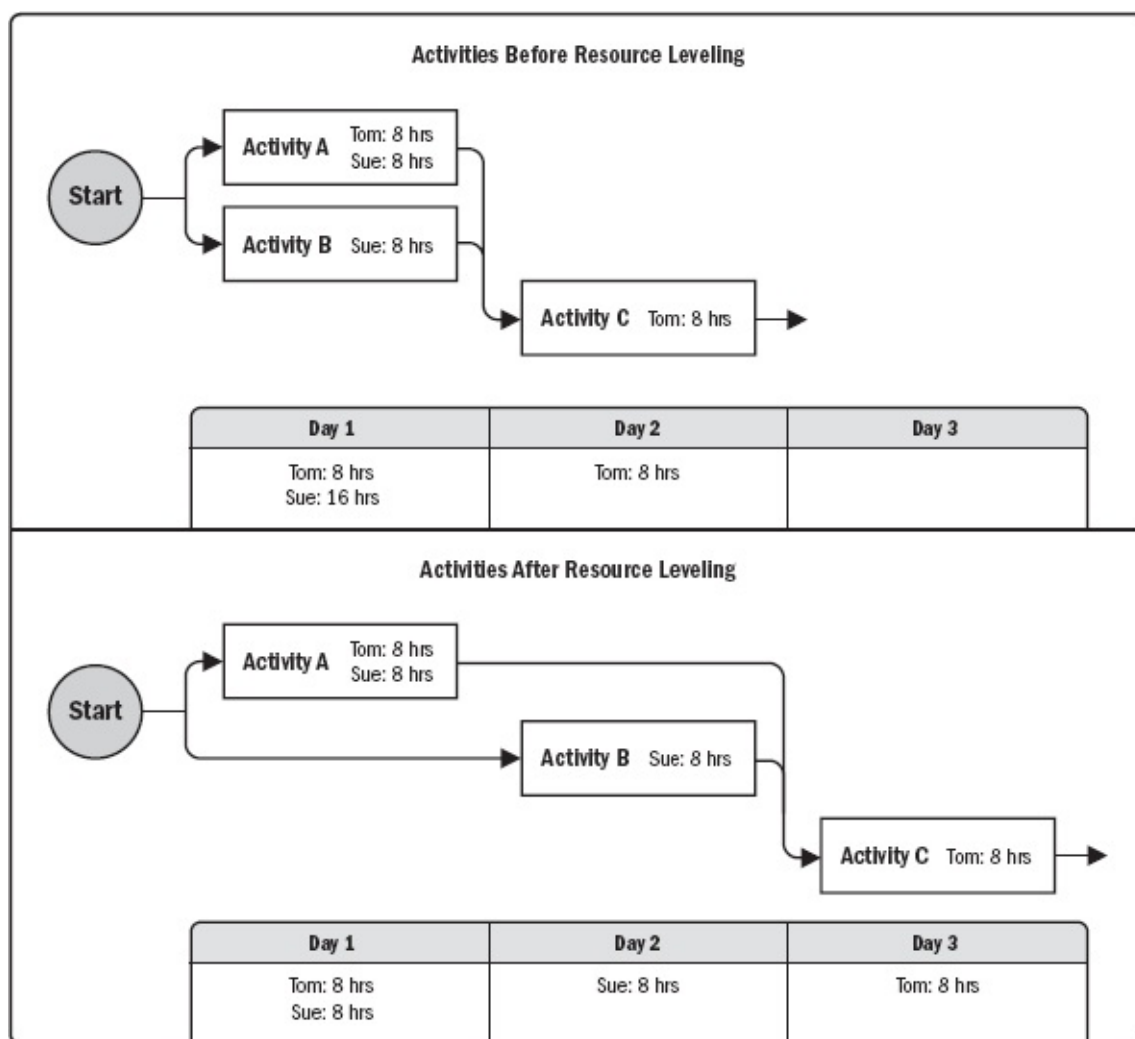 Activities Before Resource Leveling
Start
Activity A
Tom: 8 hrs
Sue: 8 hrs
Activity B Sue: 8 hrs
Activity C Tom: 8 hrs
Day 1 Day 2 Day 3
Tom: 8 hrs Tom: 8 hrs
Sue: 16 hrs
Activities After Resource Leveling
Start
Activity A
Tom: 8 hrs
Sue: 8 hrs
Activity B Sue: 8 hrs
Activity C Tom: 8 hrs
Day 1 Day 2 Day 3
Tom: 8 hrs Sue: 8 hrs Tom: 8 hrs
Sue: 8 hrs